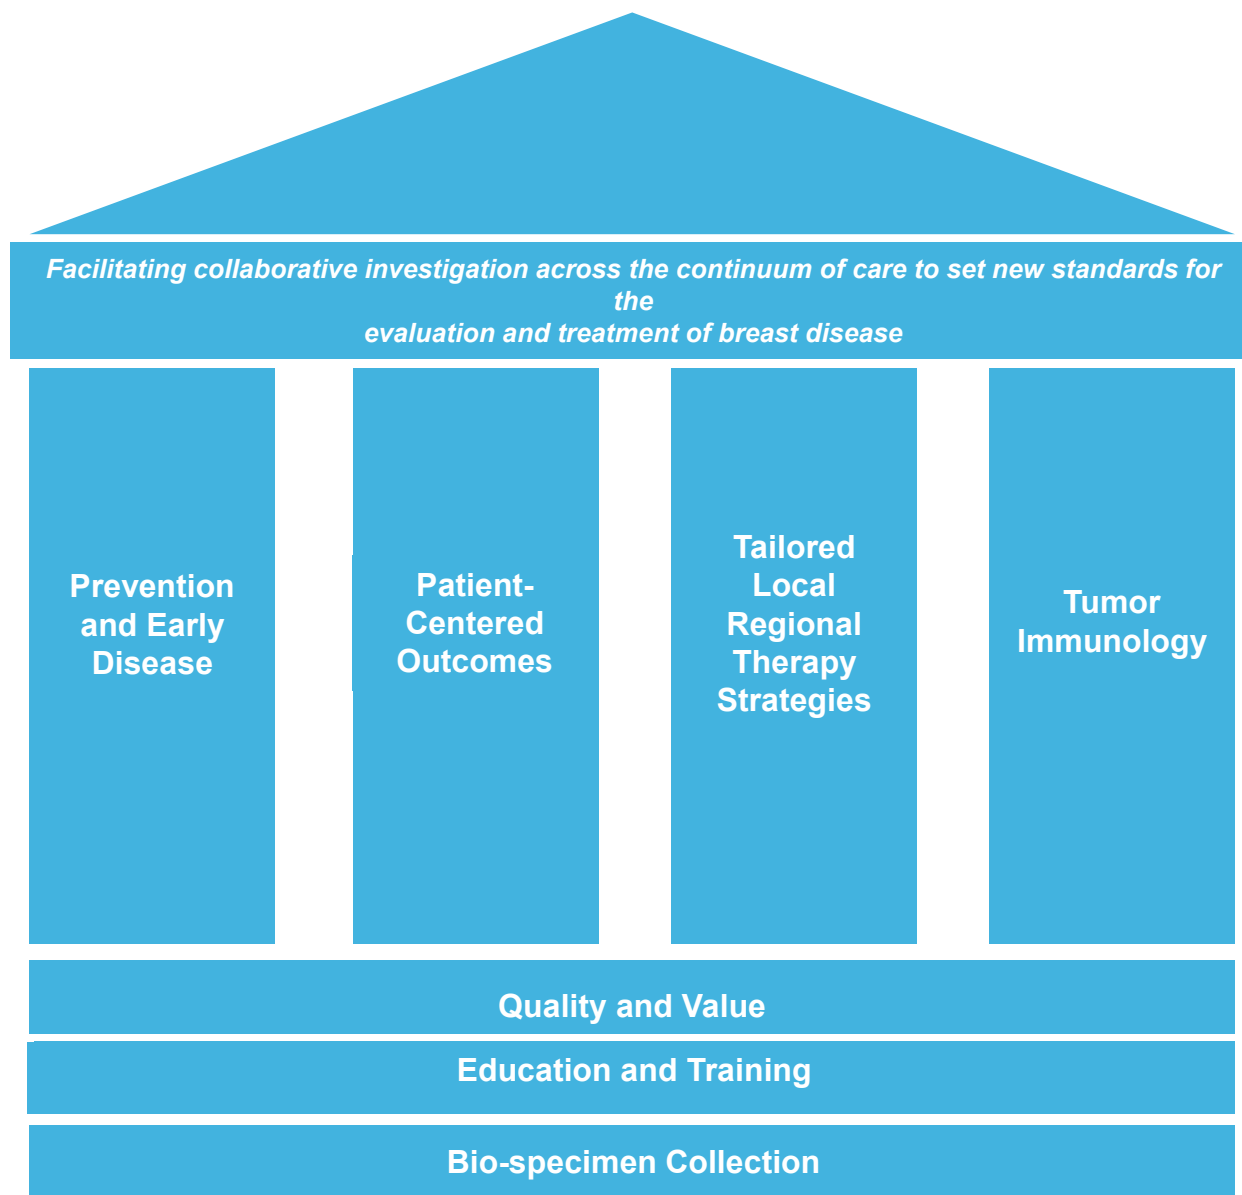 Facilitating collaborative investigation across the continuum of care to set new standards for
the
evaluation and treatment of breast disease
Prevention
and Early
Disease
Patient-
Centered
Outcomes
Tailored
Local
Regional
Therapy
Strategies
Tumor
Immunology
Quality and Value
Education and Training
Bio-specimen Collection